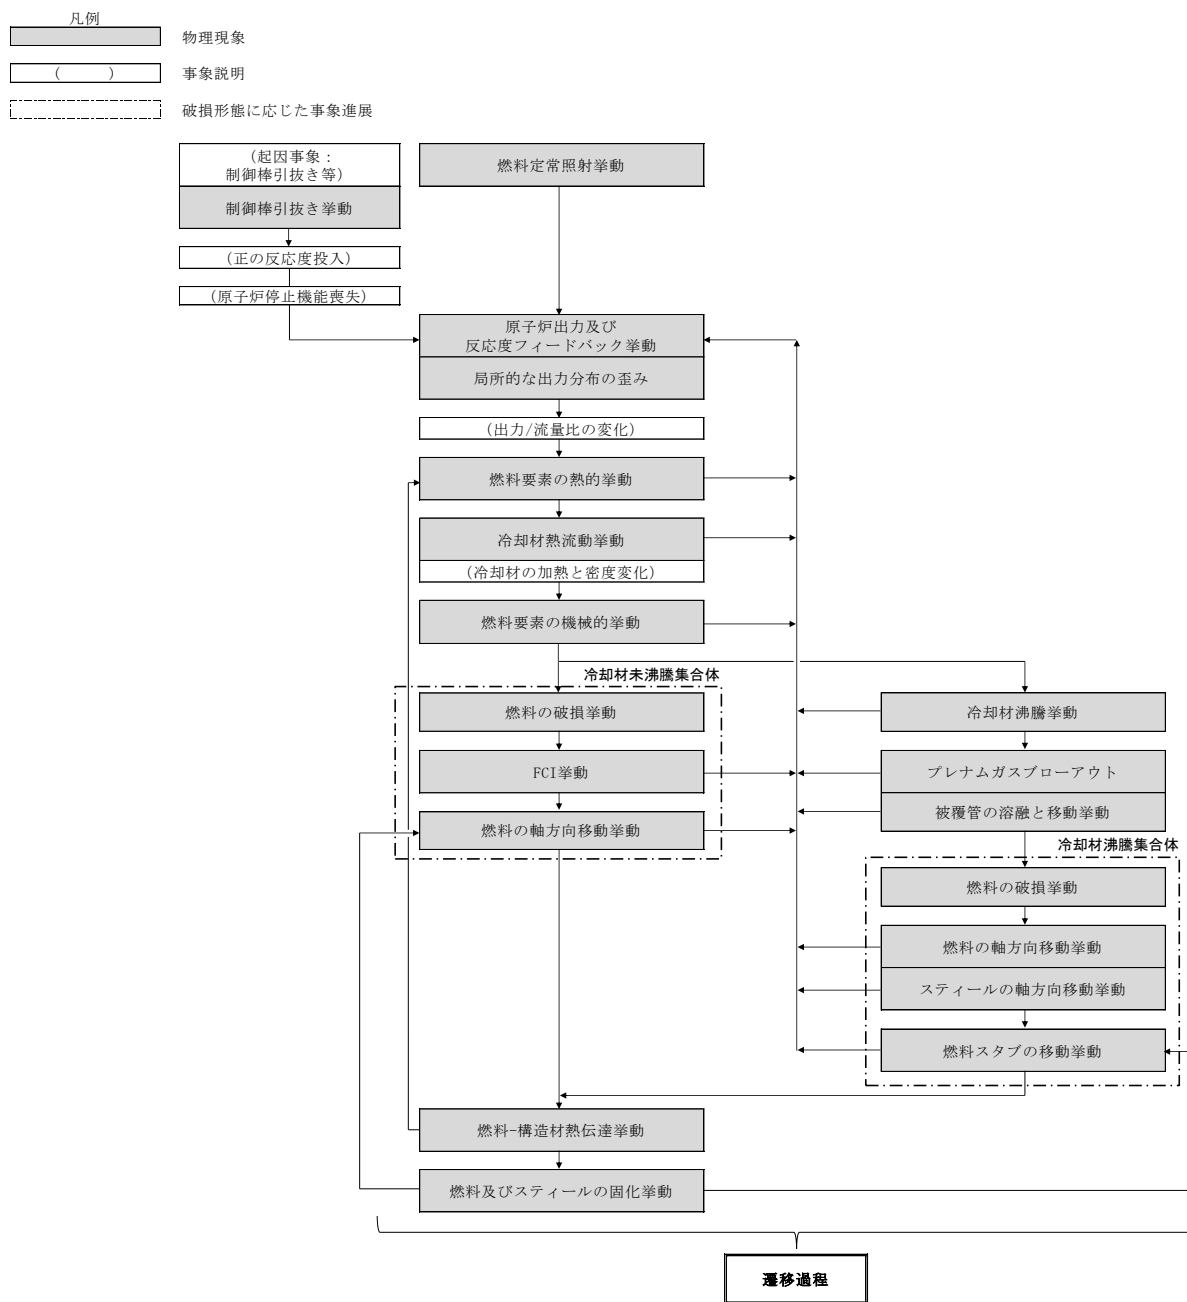 凡例
物理現象
(　　　)
事象説明
破損形態に応じた事象進展
(起因事象：
制御棒引抜き等)
制御棒引抜き挙動
(正の反応度投入)
(原子炉停止機能喪失)
燃料定常照射挙動
原子炉出力及び
反応度フィードバック挙動
局所的な出力分布の歪み
(出力/流量比の変化)
燃料要素の熱的挙動
冷却材熱流動挙動
(冷却材の加熱と密度変化)
燃料要素の機械的挙動
冷却材未沸騰集合体
燃料の破損挙動
FCI挙動
燃料の軸方向移動挙動
冷却材沸騰挙動
プレナムガスブローアウト
被覆管の溶融と移動挙動
冷却材沸騰集合体
燃料の破損挙動
燃料の軸方向移動挙動
スティールの軸方向移動挙動
燃料スタブの移動挙動
燃料-構造材熱伝達挙動
燃料及びスティールの固化挙動
遷移過程